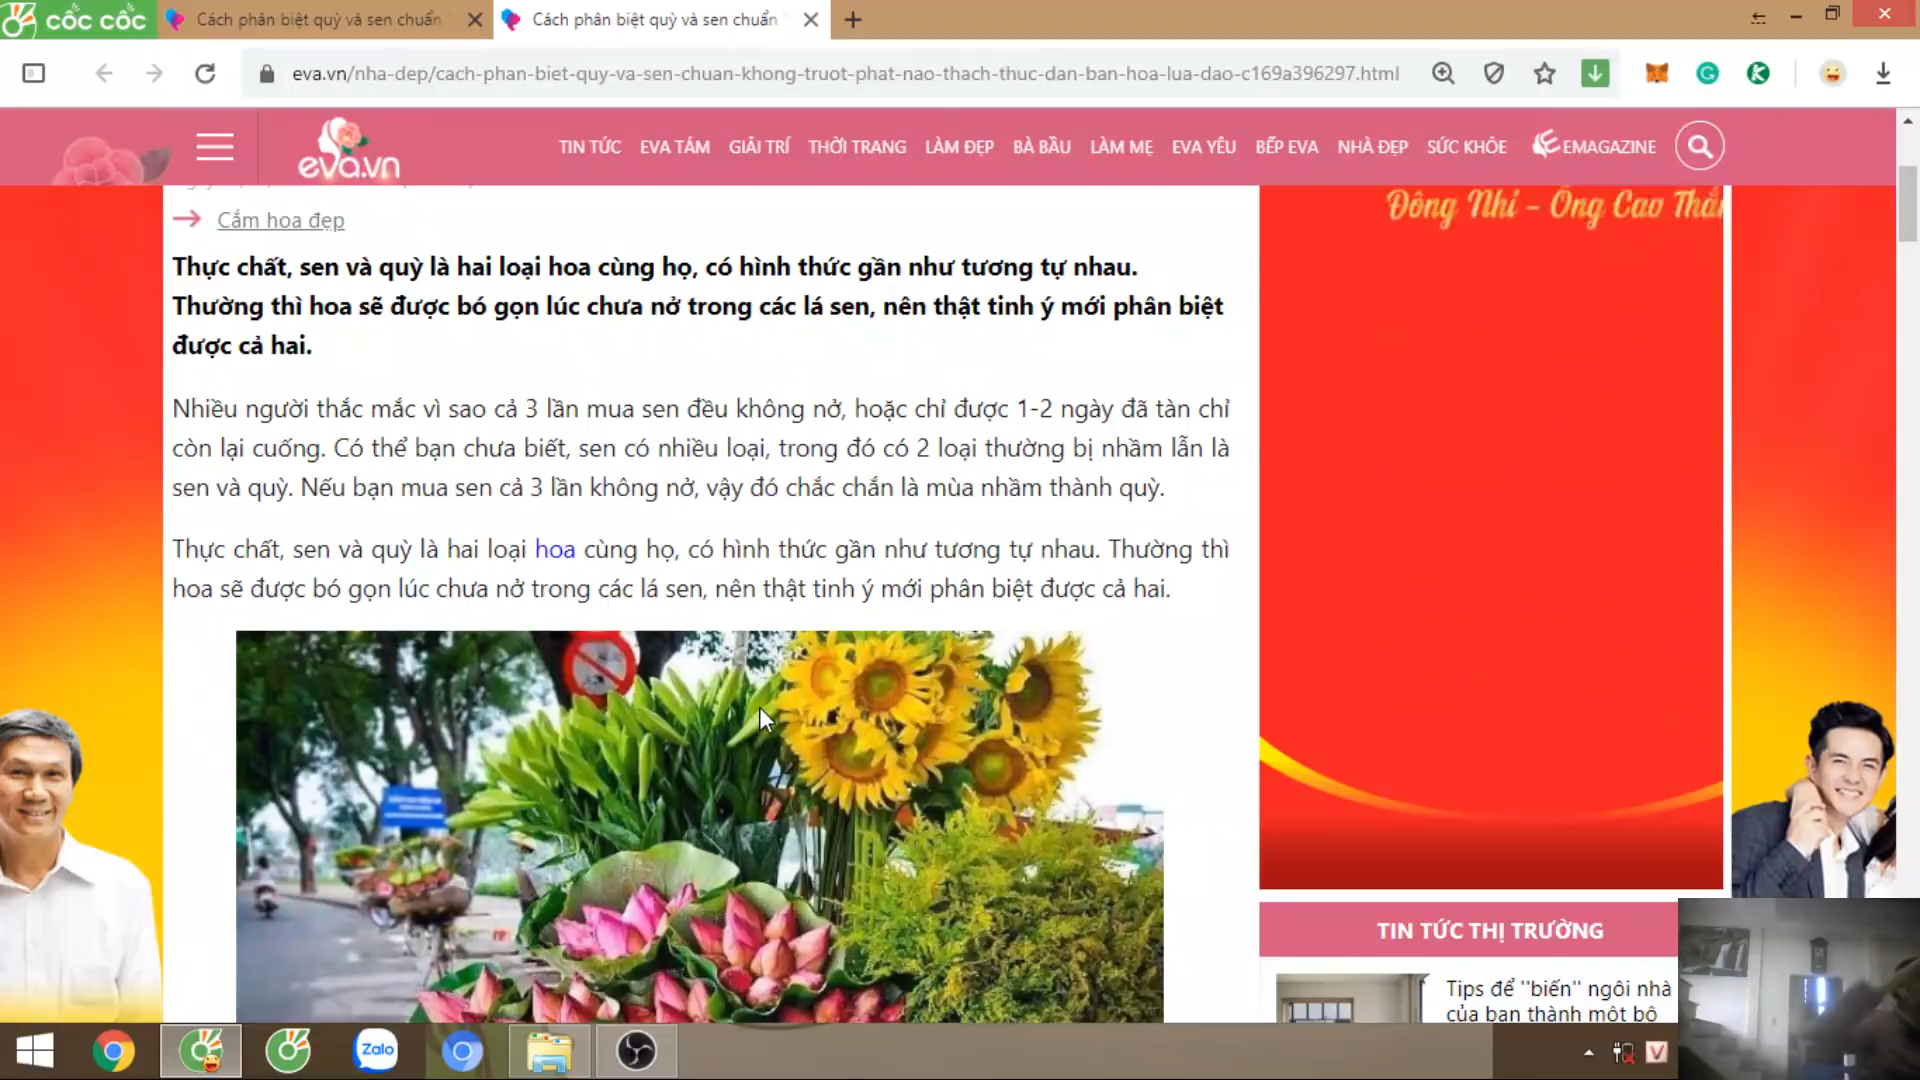 cốc cốc
Cách phân biệt quỳ và sen chuẩn
Cách phân biệt quỳ và sen chuẩn
eva.vn/nha-dep/cach-phan-biet-quy-va-sen-chuan-khong-truot-phat-nao-thach-thuc-dan-ban-hoa-lua-dao-c169a396297.html
eva.vn
TIN TỨC EVA TÁM GIẢI TRÍ THỜI TRANG LÀM ĐẸP BÀ BẦU LÀM MẸ EVA YÊU BẾP EVA NHÀ ĐẸP SỨC KHỎE EMAGAZINE
Đông Nhi – Ông Cao Thắn
Cắm hoa đẹp
Thực chất, sen và quỳ là hai loại hoa cùng họ, có hình thức gần như tương tự nhau.
Thường thì hoa sẽ được bó gọn lúc chưa nở trong các lá sen, nên thật tinh ý mới phân biệt
được cả hai.
Nhiều người thắc mắc vì sao cả 3 lần mua sen đều không nở, hoặc chỉ được 1-2 ngày đã tàn chỉ
còn lại cuống. Có thể bạn chưa biết, sen có nhiều loại, trong đó có 2 loại thường bị nhầm lẫn là
sen và quỳ. Nếu bạn mua sen cả 3 lần không nở, vậy đó chắc chắn là mùa nhầm thành quỳ.
Thực chất, sen và quỳ là hai loại hoa cùng họ, có hình thức gần như tương tự nhau. Thường thì
hoa sẽ được bó gọn lúc chưa nở trong các lá sen, nên thật tinh ý mới phân biệt được cả hai.
TIN TỨC THỊ TRƯỜNG
Tips để "biến" ngôi nhà
của bạn thành một bộ
Zalo
V